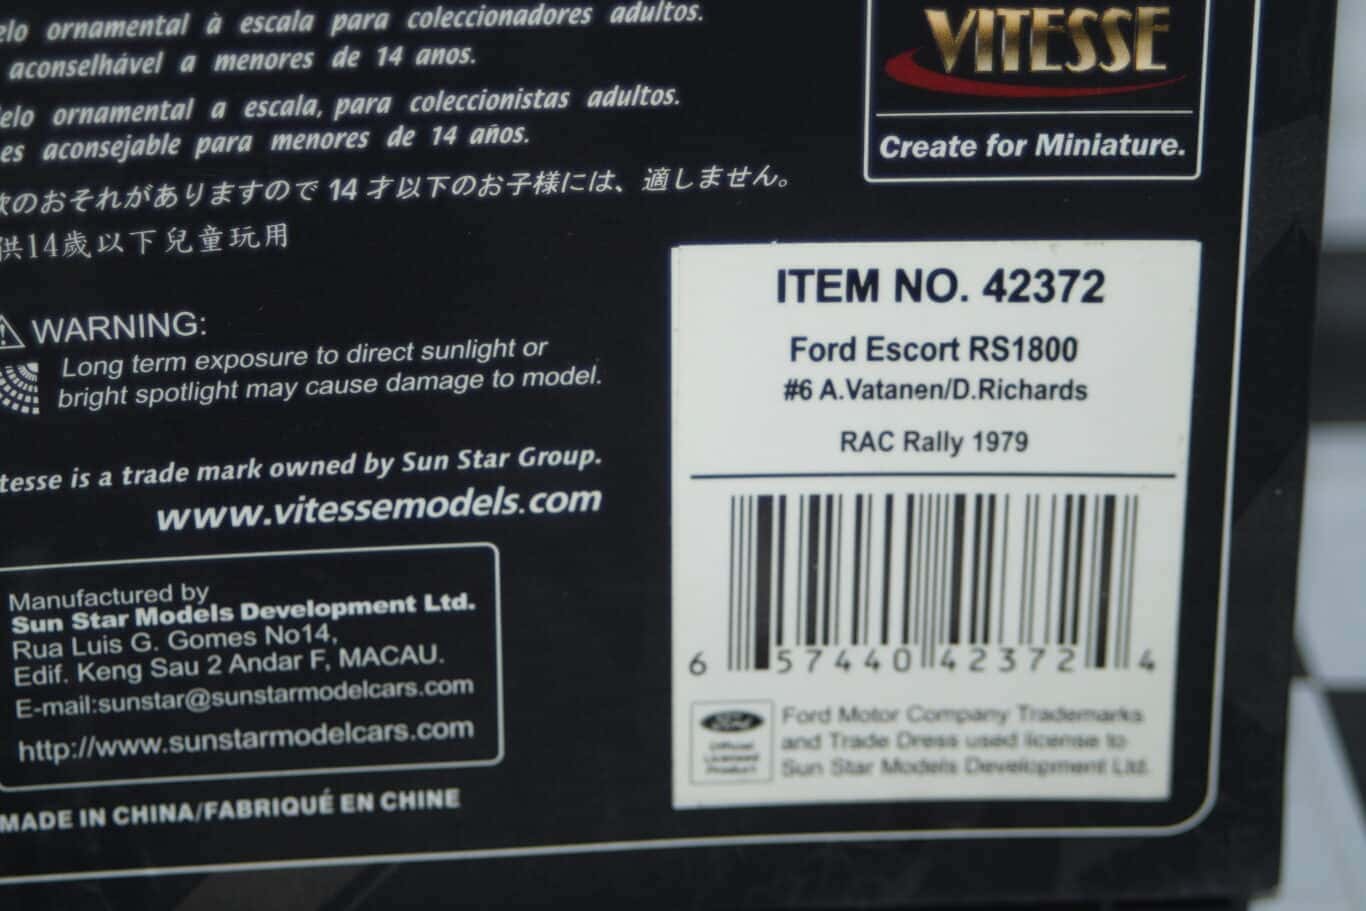 ornamental à escala para coleccionadores adultos.
aconselhável a menores de 14 anos.
ornamental a escala, para coleccionistas adultos.
es aconsejable para menores de 14 años.
のおそれがありますので 14 才以下のお子様には、適しません。
供14歲以下兒童玩用
WARNING:
Long term exposure to direct sunlight or
bright spotlight may cause damage to model.
tesse is a trade mark owned by Sun Star Group.
www.vitessemodels.com
Manufactured by
Sun Star Models Development Ltd.
Rua Luis G. Gomes No14,
Edif. Keng Sau 2 Andar F, MACAU.
E-mail:sunstar@sunstarmodelcars.com
http://www.sunstarmodelcars.com
MADE IN CHINA/FABRIQUÉ EN CHINE
VITESSE
Create for Miniature.
ITEM NO. 42372
Ford Escort RS1800
#6 A.Vatanen/D.Richards
RAC Rally 1979
6 57440 42372 4
Ford
Official
Licensed
Product
Ford Motor Company Trademarks
and Trade Dress used license to
Sun Star Models Development Ltd.